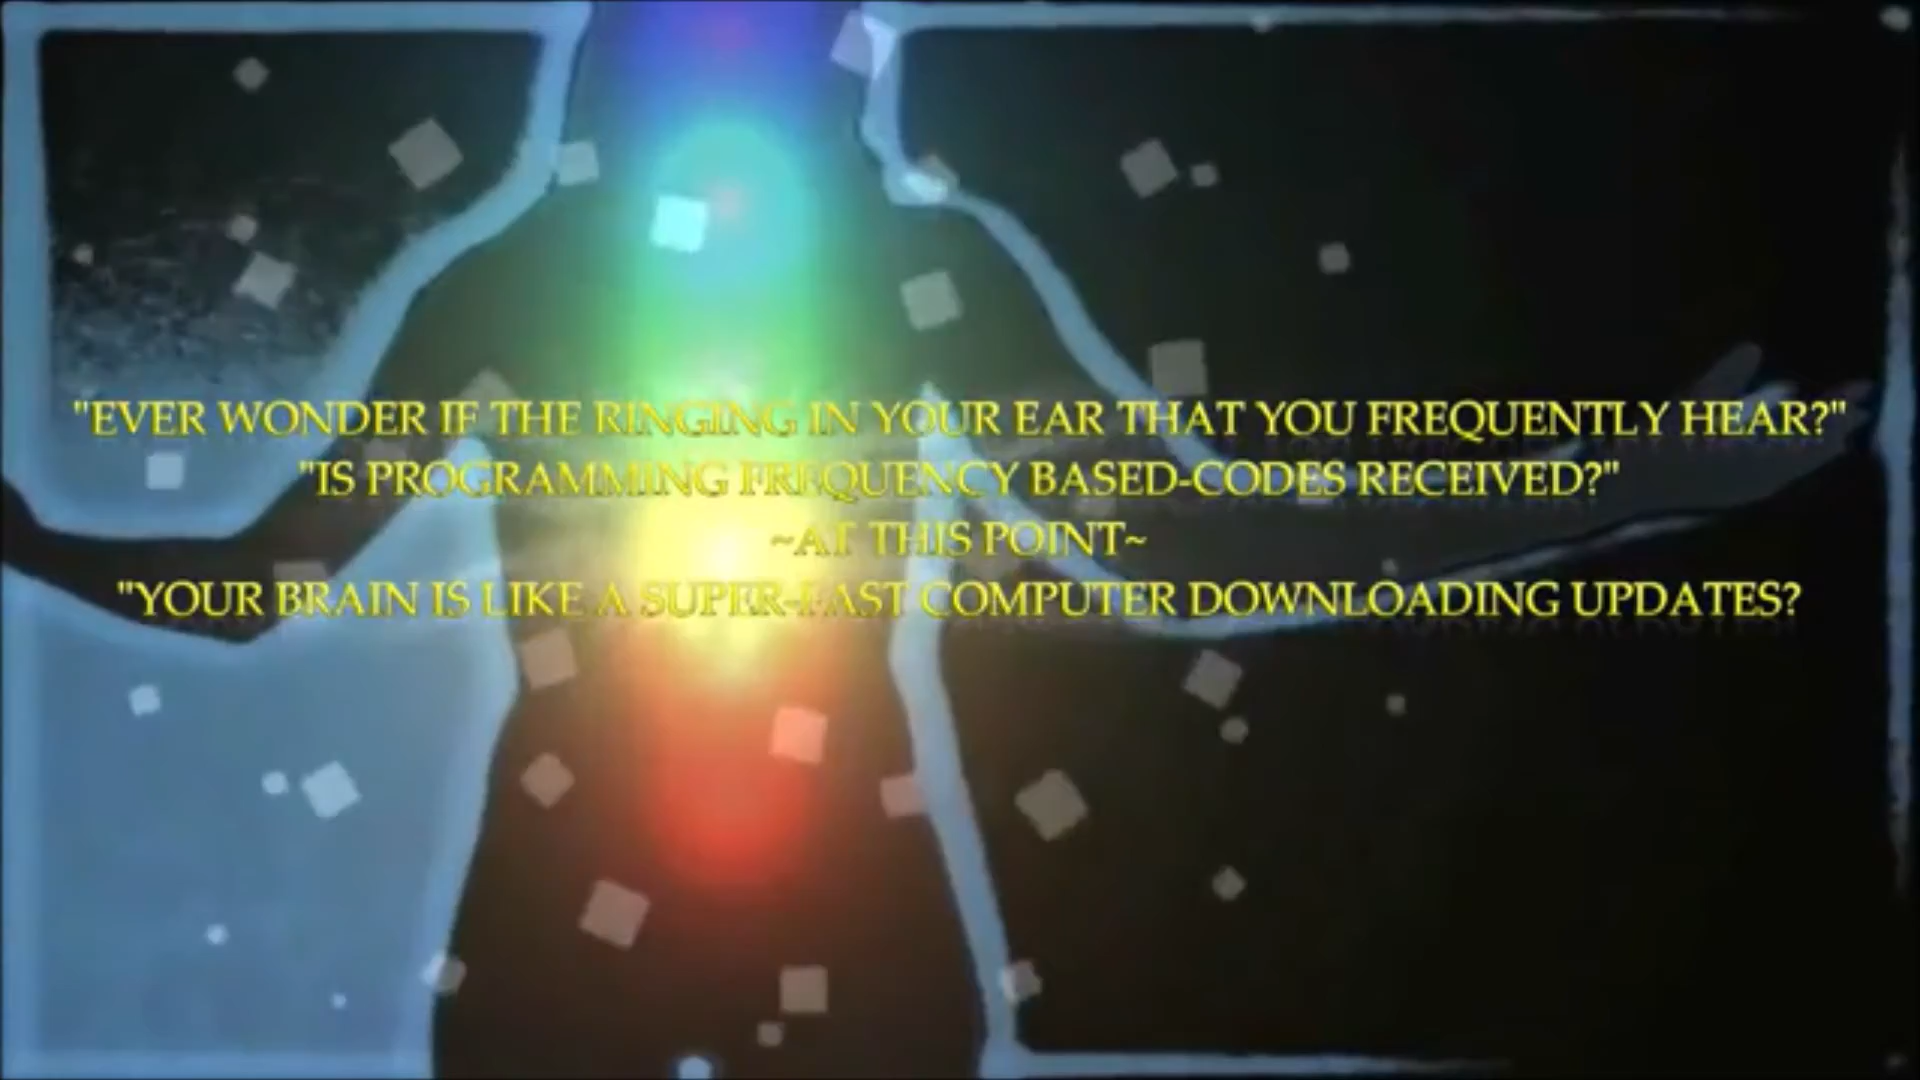 "EVER WONDER IF THE RINGING IN YOUR EAR THAT YOU FREQUENTLY HEAR?"
"IS PROGRAMMING FREQUENCY BASED-CODES RECEIVED?"
~AT THIS POINT~
"YOUR BRAIN IS LIKE A SUPER-FAST COMPUTER DOWNLOADING UPDATES?